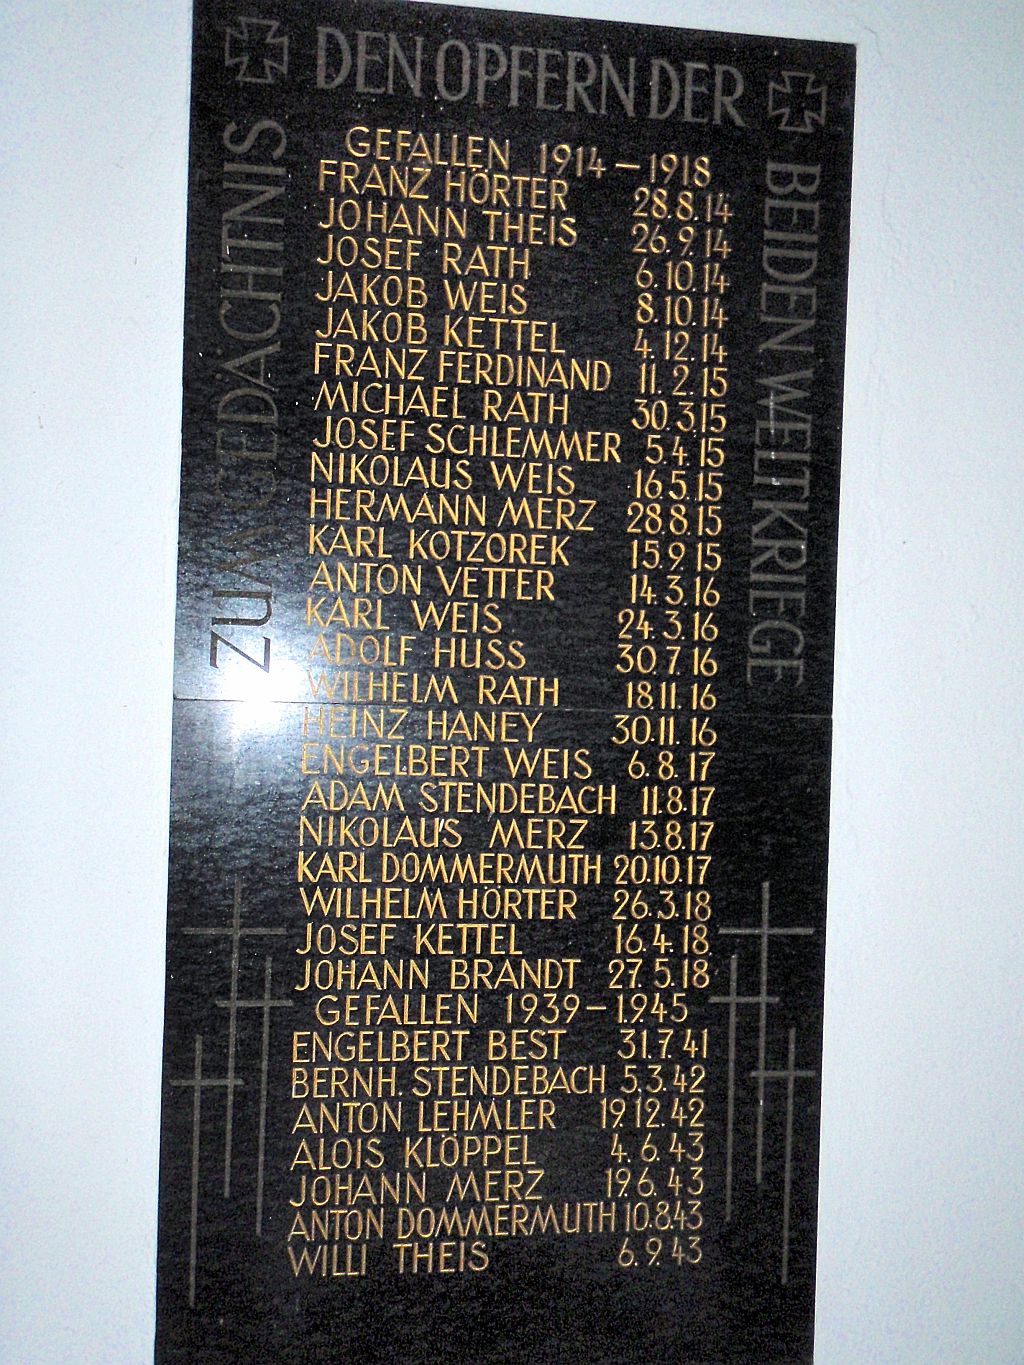 ZUM GEDÄCHTNIS
DEN OPFERN DER
BEIDEN WELTKRIEGE
GEFALLEN 1914 – 1918
FRANZ HÖRTER 28.8.14
JOHANN THEIS 26.9.14
JOSEF RATH 6.10.14
JAKOB WEIS 8.10.14
JAKOB KETTEL 4.12.14
FRANZ FERDINAND 11.2.15
MICHAEL RATH 30.3.15
JOSEF SCHLEMMER 5.4.15
NIKOLAUS WEIS 16.5.15
HERMANN MERZ 28.8.15
KARL KOTZOREK 15.9.15
ANTON VETTER 14.3.16
KARL WEIS 24.3.16
ADOLF HUSS 30.7.16
WILHELM RATH 18.11.16
HEINZ HANEY 30.11.16
ENGELBERT WEIS 6.8.17
ADAM STENDEBACH 11.8.17
NIKOLAUS MERZ 13.8.17
KARL DOMMERMUTH 20.10.17
WILHELM HÖRTER 26.3.18
JOSEF KETTEL 16.4.18
JOHANN BRANDT 27.5.18
GEFALLEN 1939 – 1945
ENGELBERT BEST 31.7.41
BERNH. STENDEBACH 5.3.42
ANTON LEHMLER 19.12.42
ALOIS KLÖPPEL 4.6.43
JOHANN MERZ 19.6.43
ANTON DOMMERMUTH 10.8.43
WILLI THEIS 6.9.43